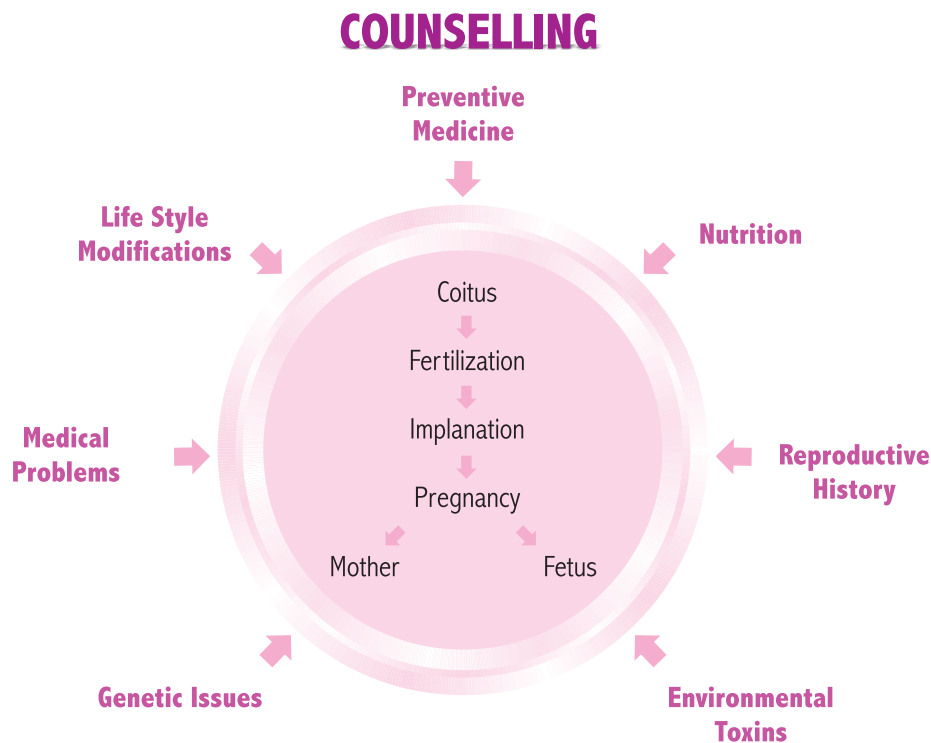 COUNSELLING
Preventive
Medicine
Life Style
Modifications
Nutrition
Coitus
Fertilization
Implanation
Medical
Problems
Reproductive
History
Pregnancy
Mother
Fetus
Genetic Issues
Environmental
Toxins